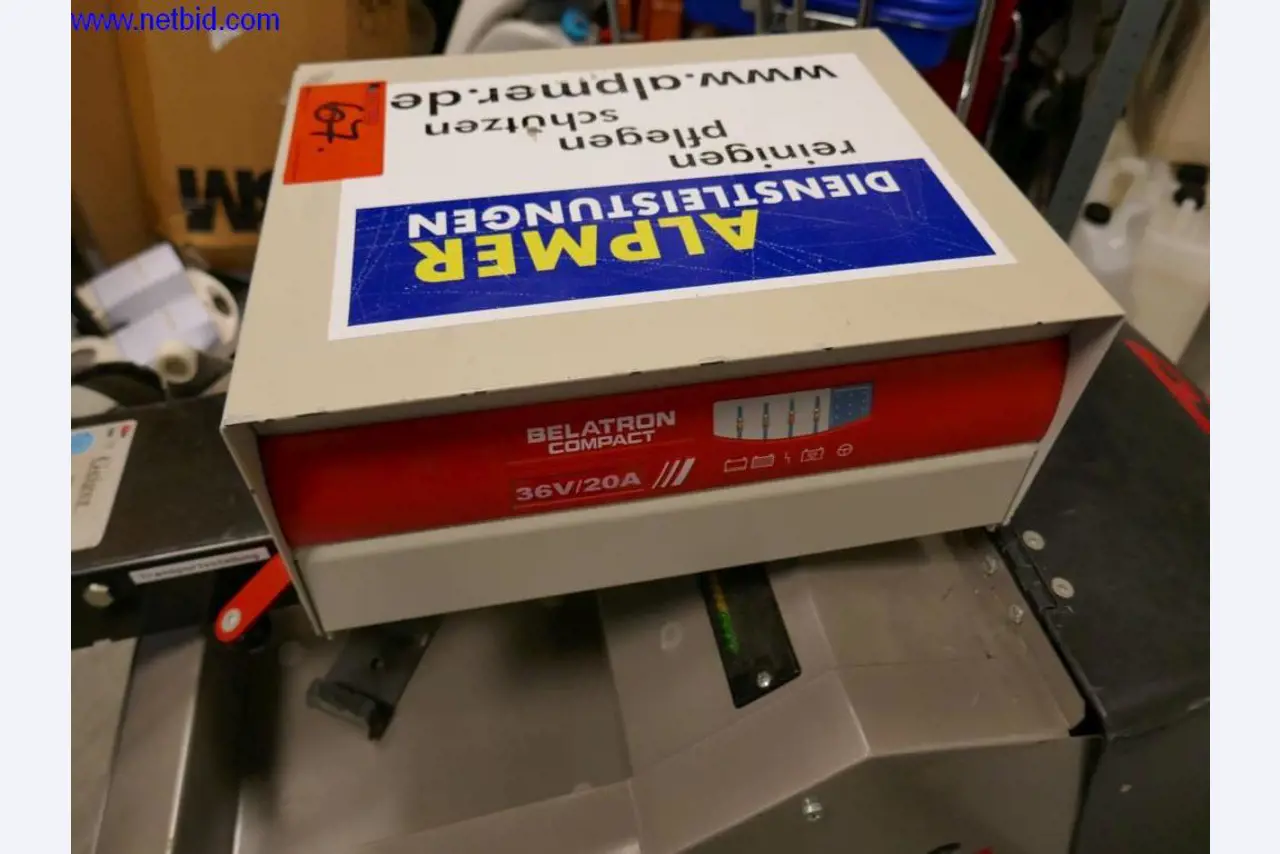 www.netbid.com
67.
ALPMER
DIENSTLEISTUNGEN
reinigen
pflegen
schützen
www.alpmer.de
BELATRON
COMPACT
36V/20A